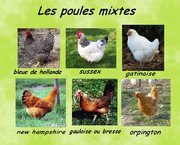 Les poules mixtes
bleue de hollande sussex gatinaise
new hampshire gauloise ou bresse orpington